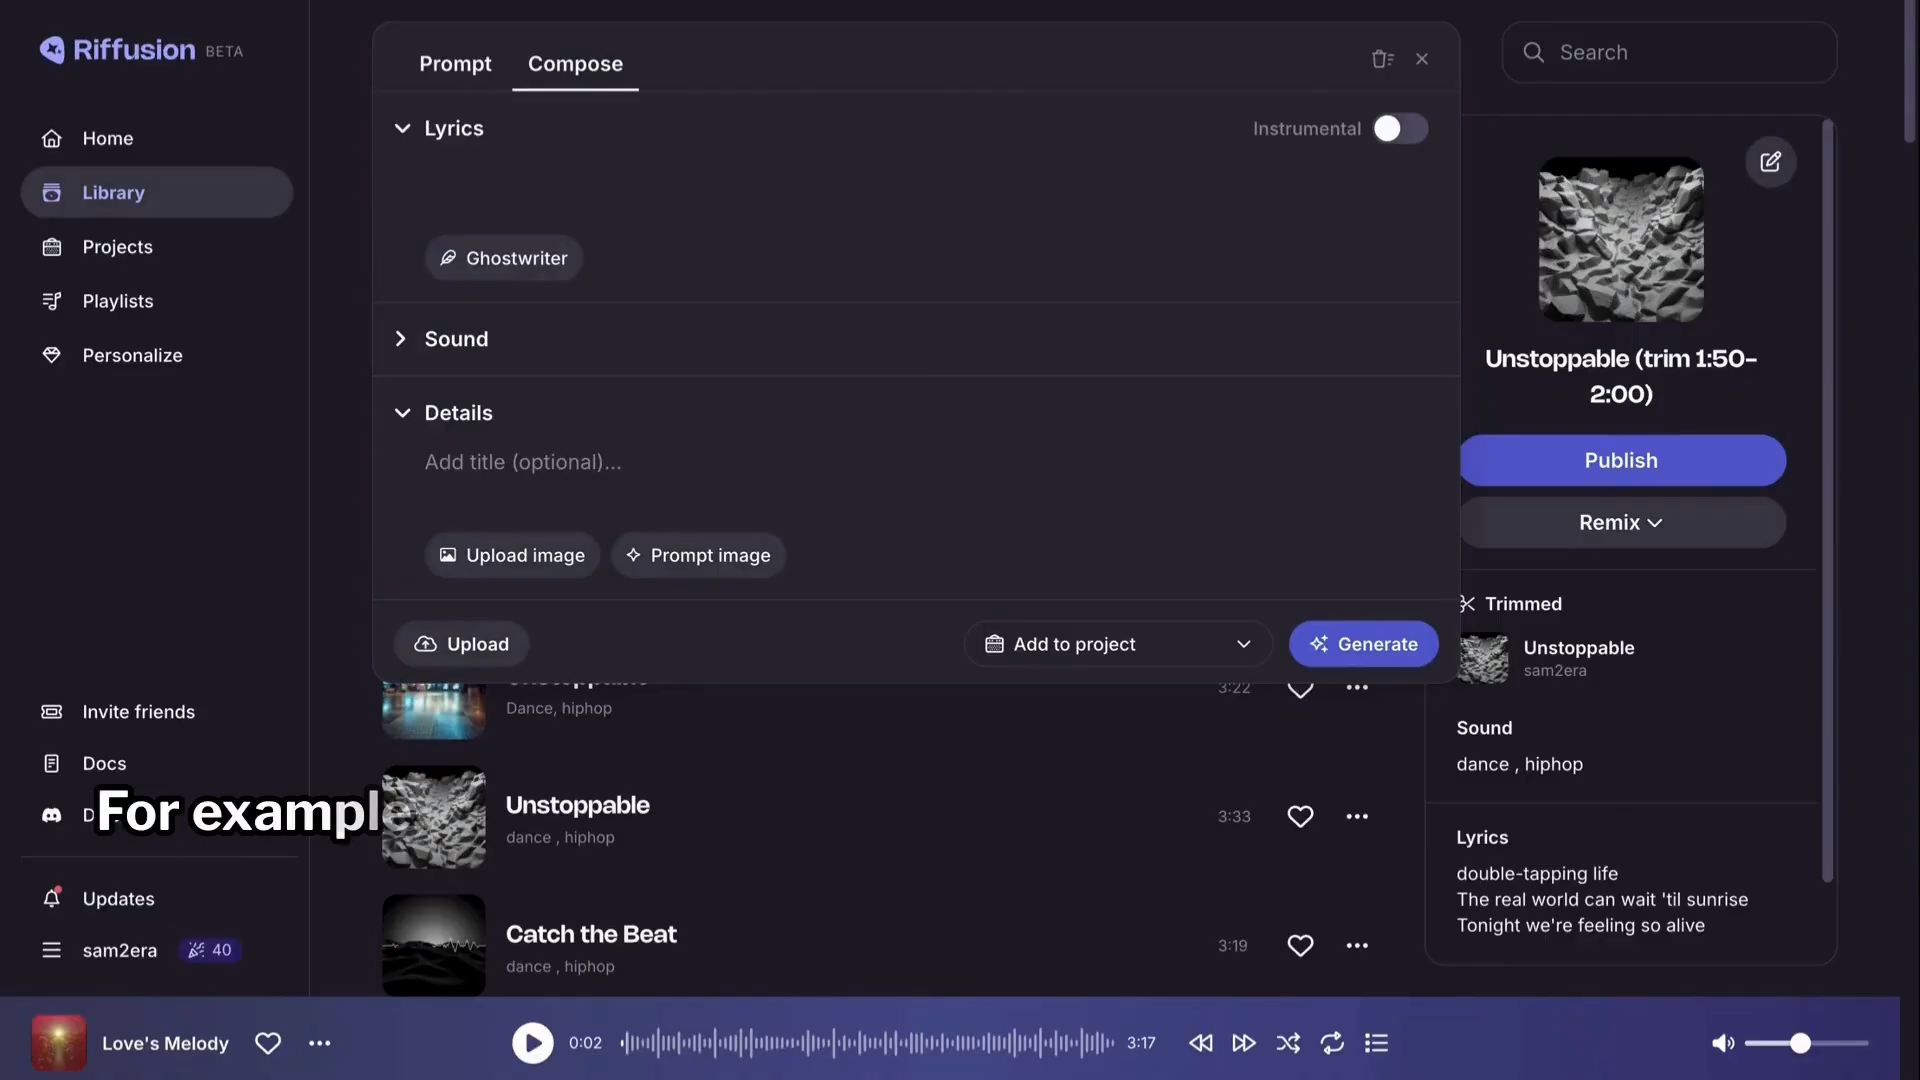 Riffusion BETA
Home
Library
Projects
Playlists
Personalize
Invite friends
Docs
D
For example
Updates
sam2era
40
Prompt
Compose
Lyrics
Instrumental
Ghostwriter
Sound
Details
Add title (optional)...
Upload image
Prompt image
Upload
Add to project
Generate
3:22
Dance, hiphop
Unstoppable
dance , hiphop
3:33
Catch the Beat
dance , hiphop
3:19
Search
Unstoppable (trim 1:50–
2:00)
Publish
Remix
Trimmed
Unstoppable
sam2era
Sound
dance , hiphop
Lyrics
double-tapping life
The real world can wait 'til sunrise
Tonight we're feeling so alive
Love's Melody
0:02
3:17